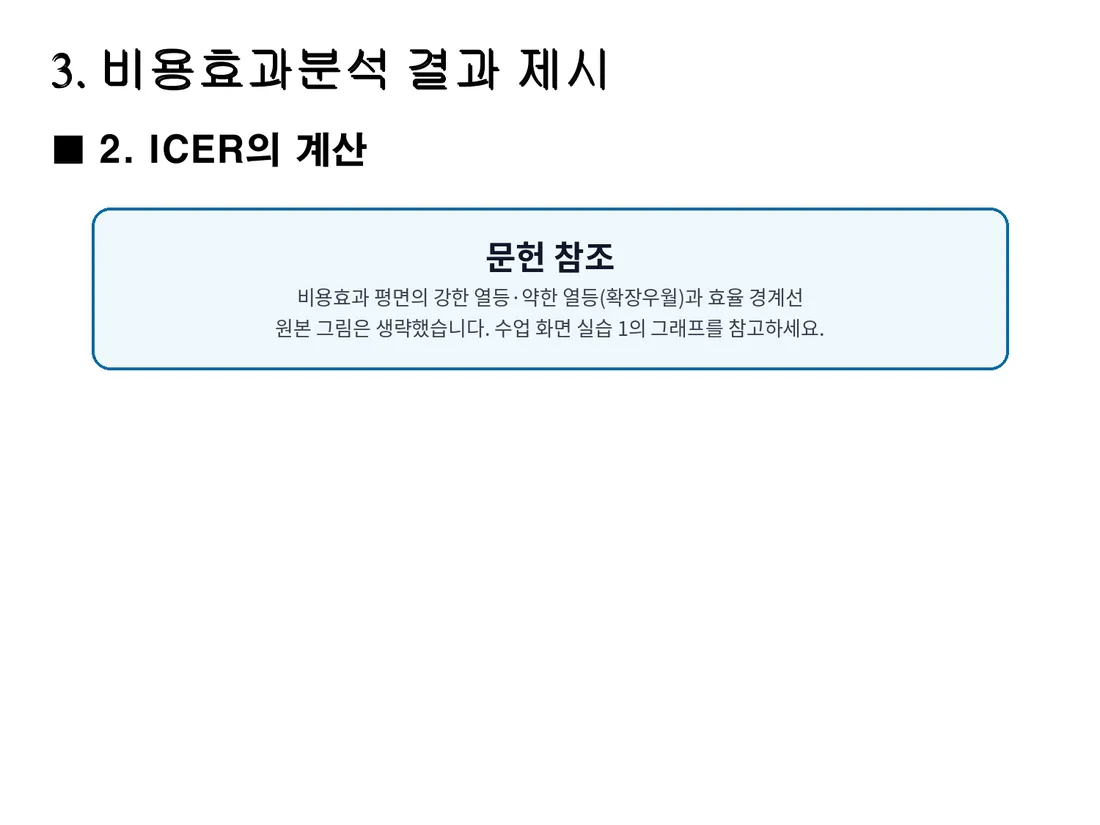 3. 비용효과분석 결과 제시
■ 2. ICER의 계산
문헌 참조
비용효과 평면의 강한 열등·약한 열등(확장우월)과 효율 경계선
원본 그림은 생략했습니다. 수업 화면 실습 1의 그래프를 참고하세요.